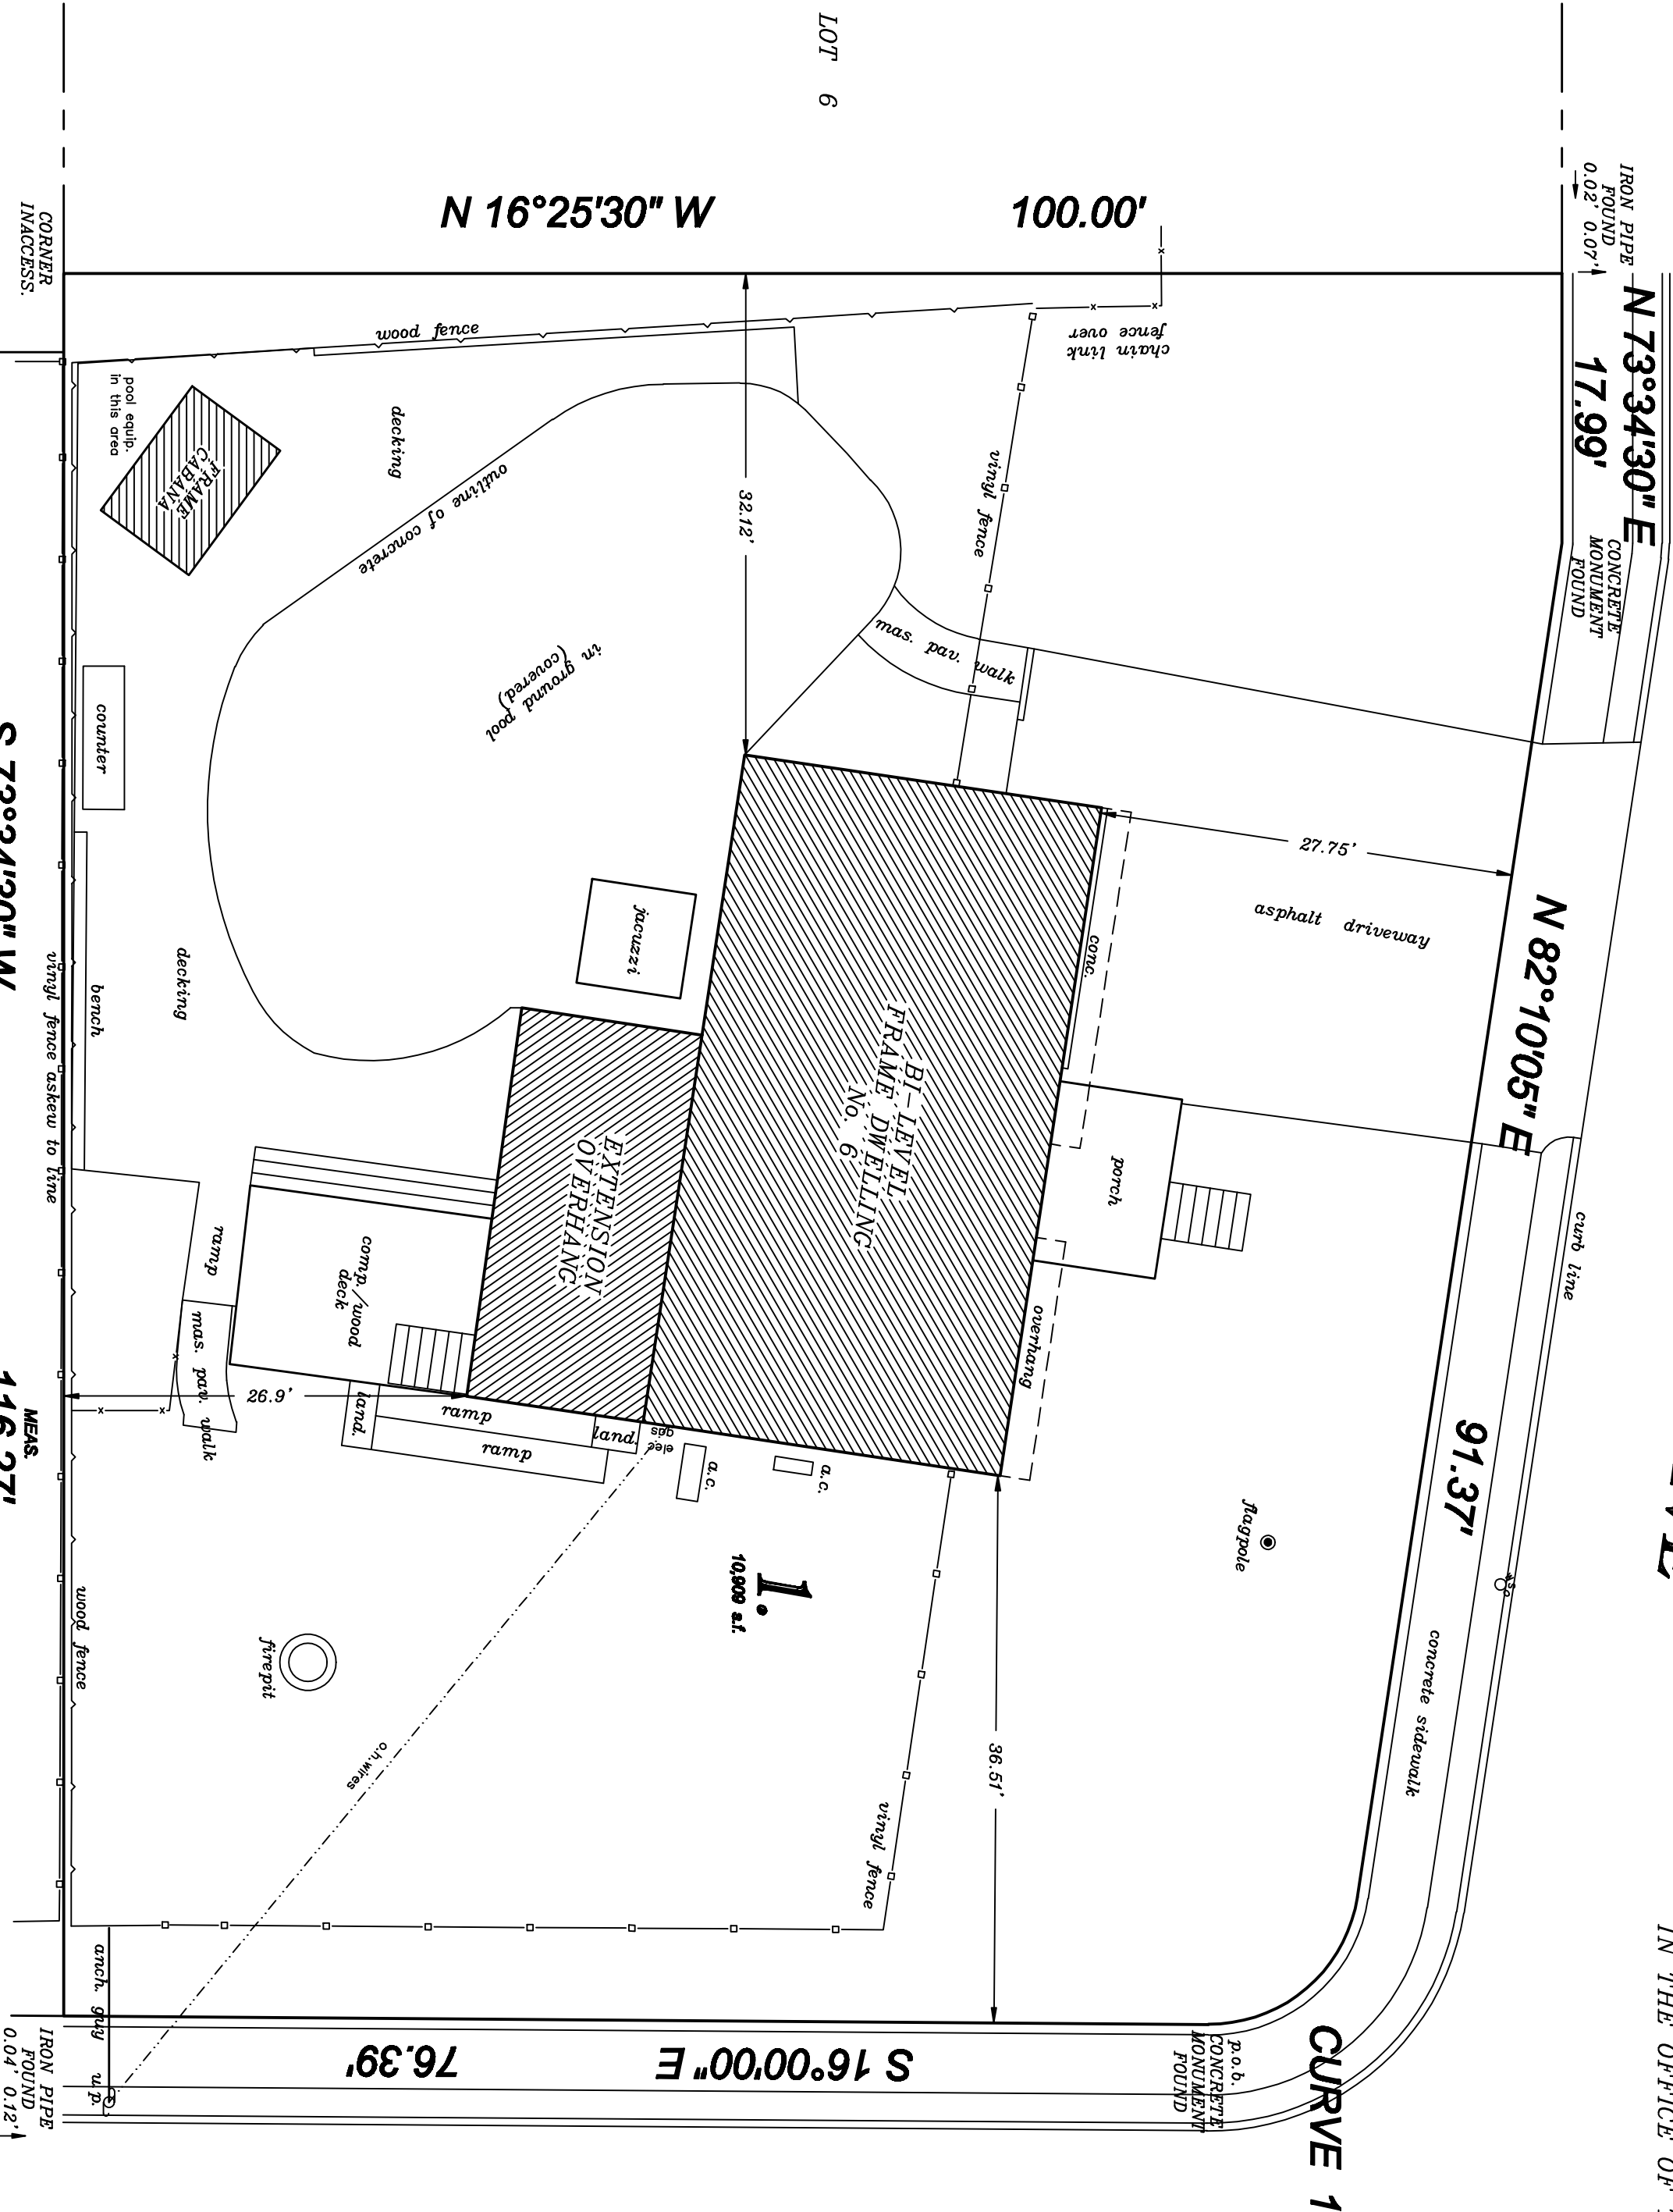 IN THE OFFICE OF
IRON PIPE
FOUND
0.02' 0.07'
N 73°34'30" E
17.99'
CONCRETE
MONUMENT
FOUND
N 82°10'05" E
91.37'
curb line
concrete sidewalk
CURVE 1
p.o.b.
CONCRETE
MONUMENT
FOUND
LOT 6
N 16°25'30" W
100.00'
chain link
fence over
vinyl fence
mas. pav. walk
27.75'
asphalt driveway
conc.
porch
overhang
flagpole
36.51'
32.12'
BI-LEVEL
FRAME DWELLING
No. 6
EXTENSION
OVERHANG
jacuzzi
in ground pool
(covered)
outline of concrete
decking
wood fence
pool equip.
in this area
FRAME
CABANA
counter
bench
decking
ramp
comp./wood
deck
mas. pav. walk
26.9'
land.
ramp
ramp
land.
gas
elec
a.c.
a.c.
1.
10,909 s.f.
vinyl fence
firepit
o.h.wires
wood fence
vinyl fence askew to line
anch. guy
u.p.
S 16°00'00" E
76.39'
CORNER
INACCESS.
S 73°34'30" W
MEAS.
116.27'
IRON PIPE
FOUND
0.04' 0.12'